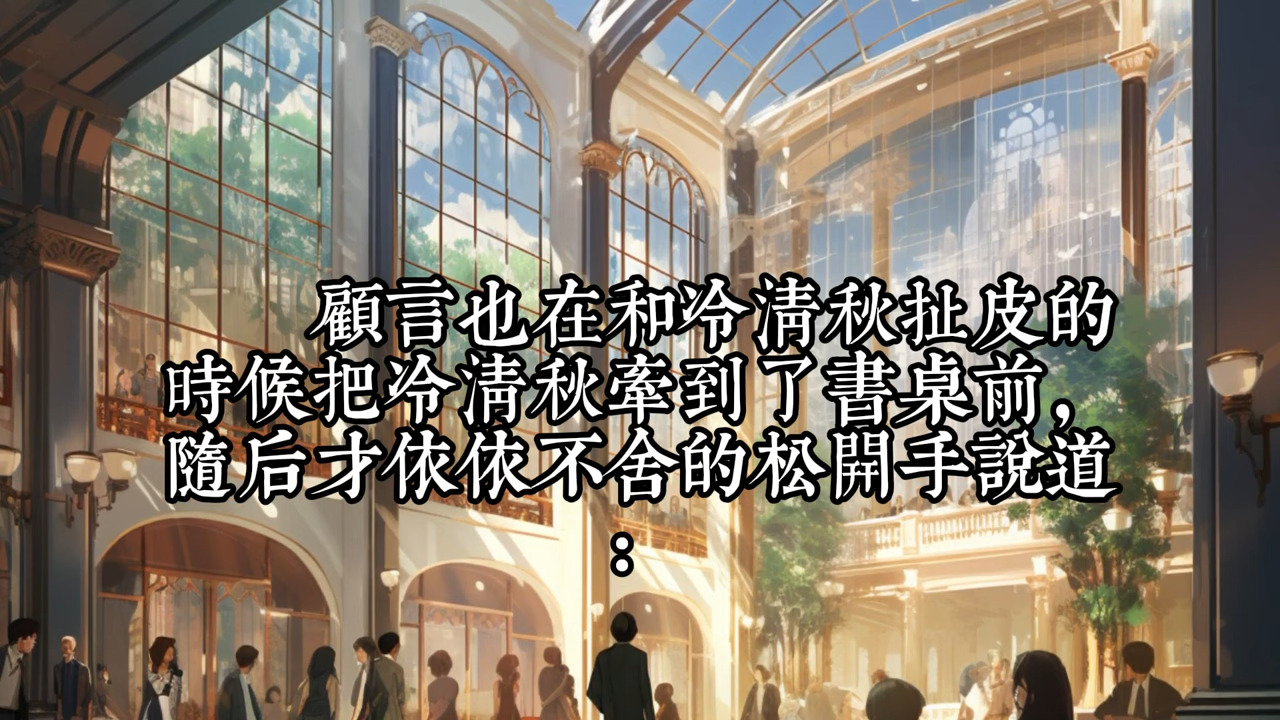 顧言也在和冷清秋扯皮的
時候把冷清秋牽到了書桌前，
隨后才依依不舍的松開手說道
：